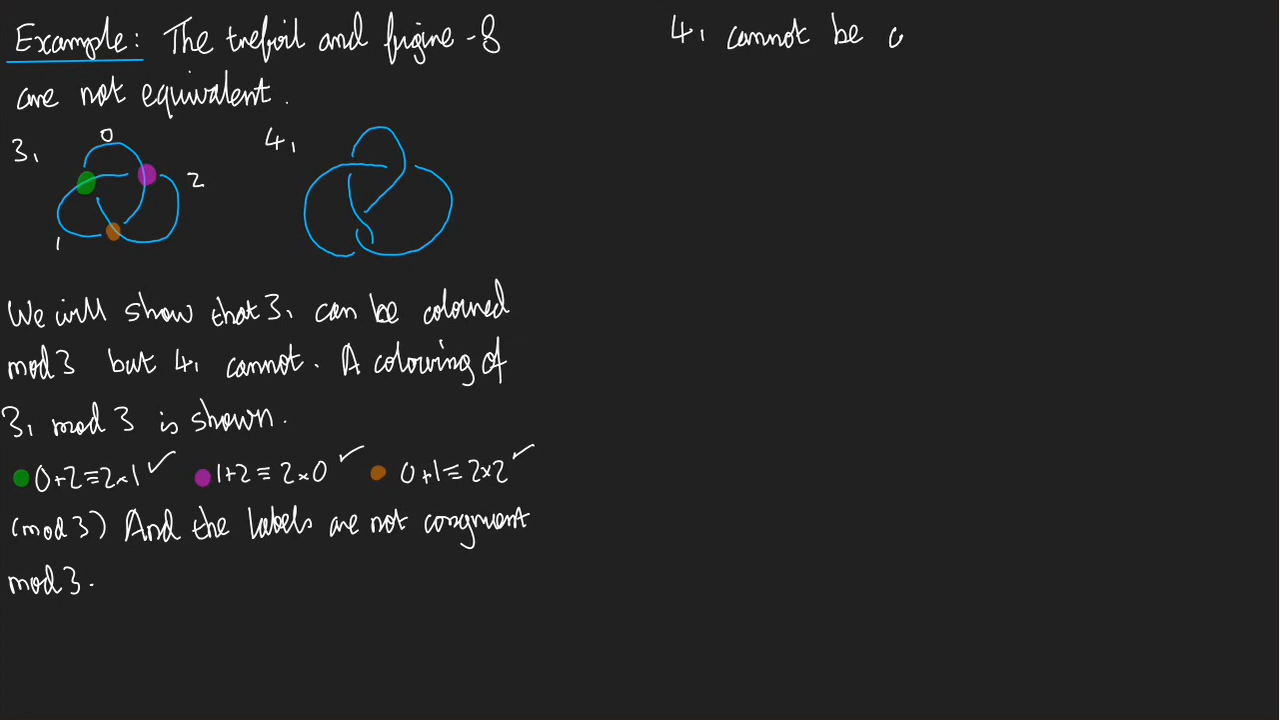 Example: The trefoil and figure-8
are not equivalent.
3₁ 0 2 1
4₁
We will show that 3₁ can be coloured
mod 3 but 4₁ cannot. A colouring of
3₁ mod 3 is shown.
0+2≡2×1 ✓ 1+2≡2×0 ✓ 0+1≡2×2 ✓
(mod 3) And the labels are not congruent
mod 3.
4₁ cannot be c